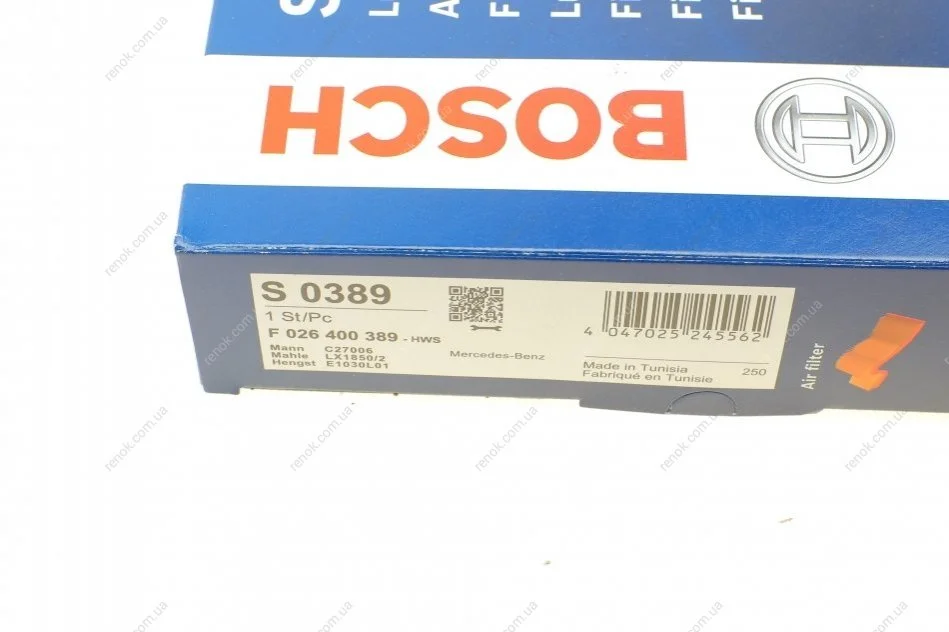 BOSCH
S 0389
1 St/Pc
F 026 400 389 - HWS
Mann C27006
Mahle LX1850/2
Hengst E1030L01
Mercedes-Benz
4 047025 245562
Made in Tunisia
Fabriqué en Tunisie
250
Air filter
renok.com.ua